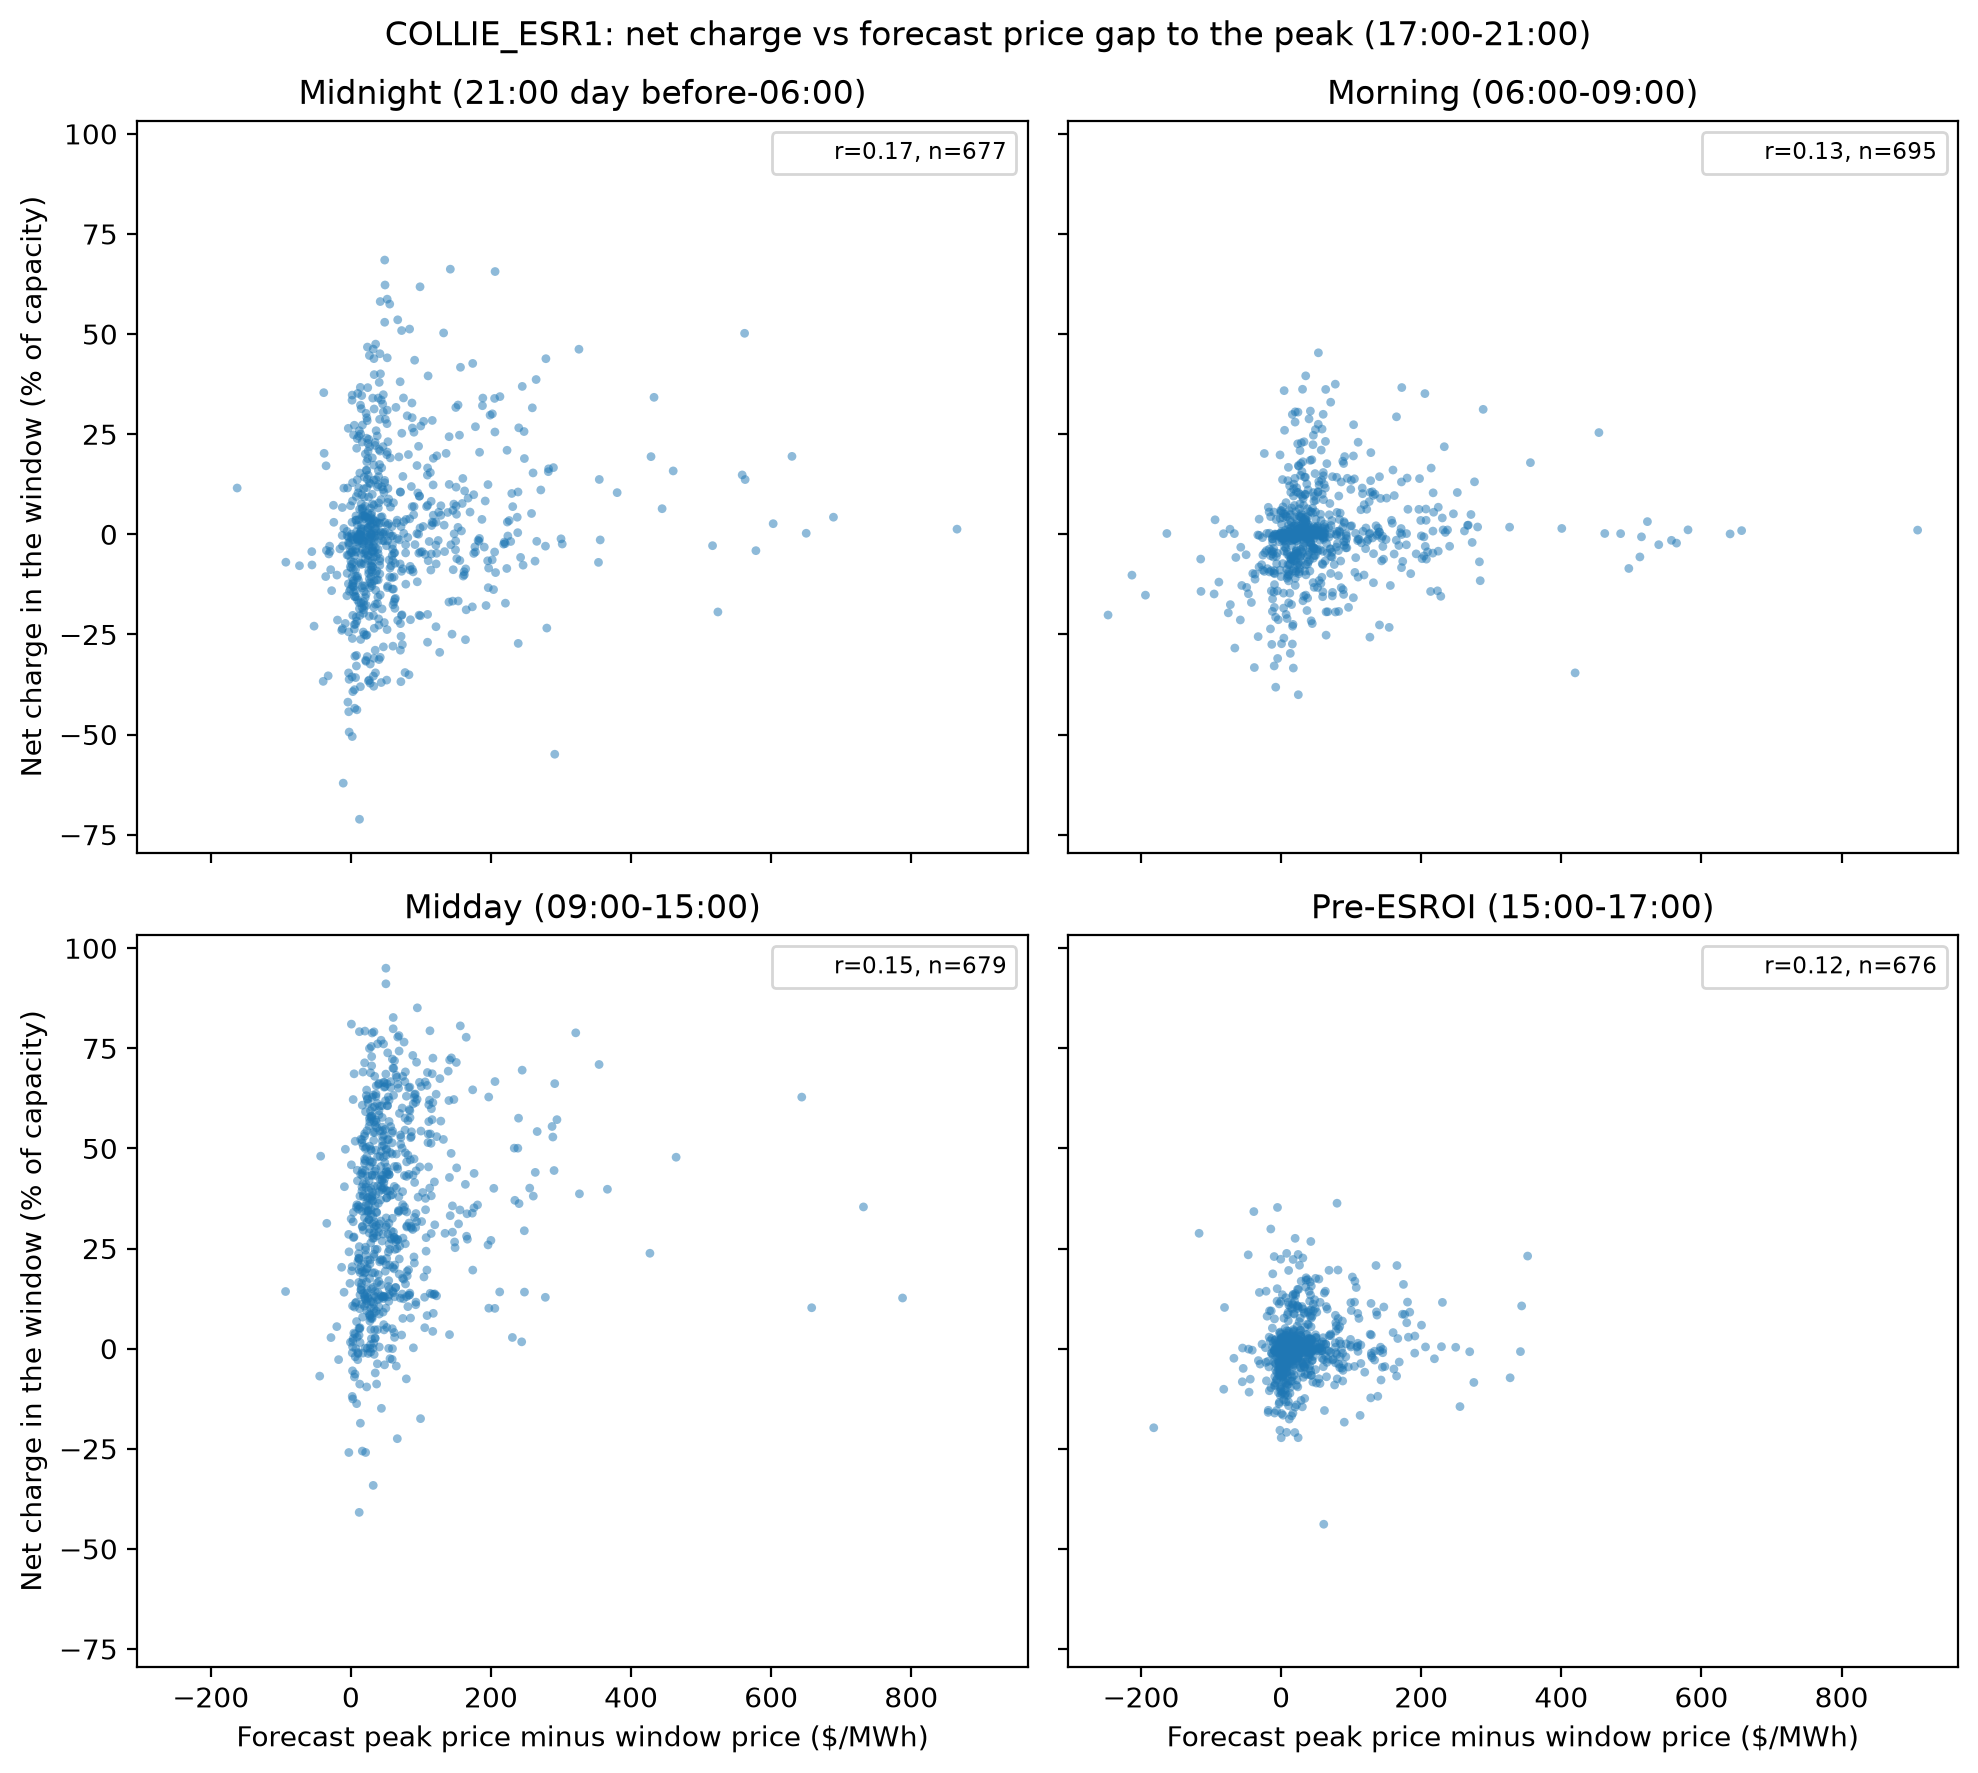 COLLIE_ESR1: net charge vs forecast price gap to the peak (17:00-21:00)
Midnight (21:00 day before-06:00)
Morning (06:00-09:00)
r=0.17, n=677
r=0.13, n=695
Net charge in the window (% of capacity)
100
75
50
25
0
−25
−50
−75
Midday (09:00-15:00)
Pre-ESROI (15:00-17:00)
r=0.15, n=679
r=0.12, n=676
Net charge in the window (% of capacity)
100
75
50
25
0
−25
−50
−75
−200 0 200 400 600 800
−200 0 200 400 600 800
Forecast peak price minus window price ($/MWh)
Forecast peak price minus window price ($/MWh)